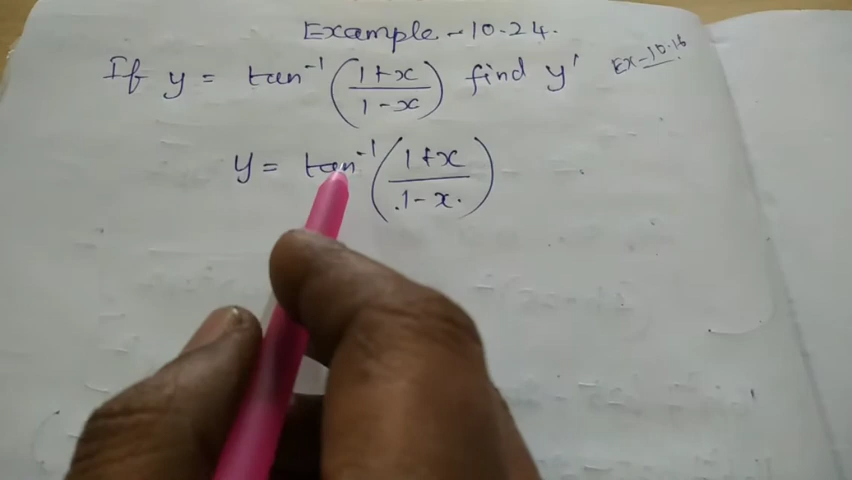 Example - 10.24.
If y = tan⁻¹ (1+x / 1-x) find y' Ex-10.16
y = tan⁻¹ (1+x / 1-x)